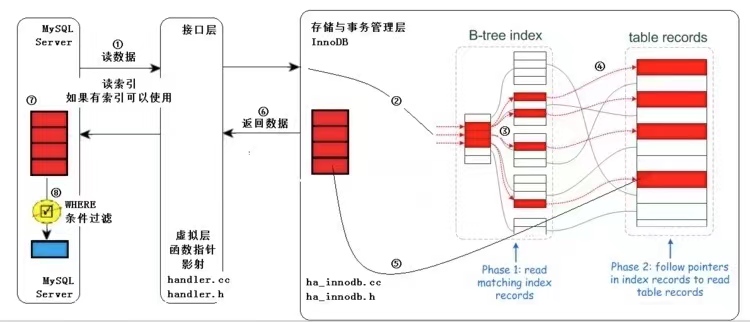 MySQL
Server
①
读数据
读索引
如果有索引可以使用
⑦
⑧
WHERE
条件过滤
MySQL
Server
接口层
⑥
返回数据
虚拟层
函数指针
影射
handler.cc
handler.h
存储与事务管理层
InnoDB
②
③
④
⑤
ha_innodb.cc
ha_innodb.h
B-tree index
table records
Phase 1: read
matching index
records
Phase 2: follow pointers
in index records to read
table records